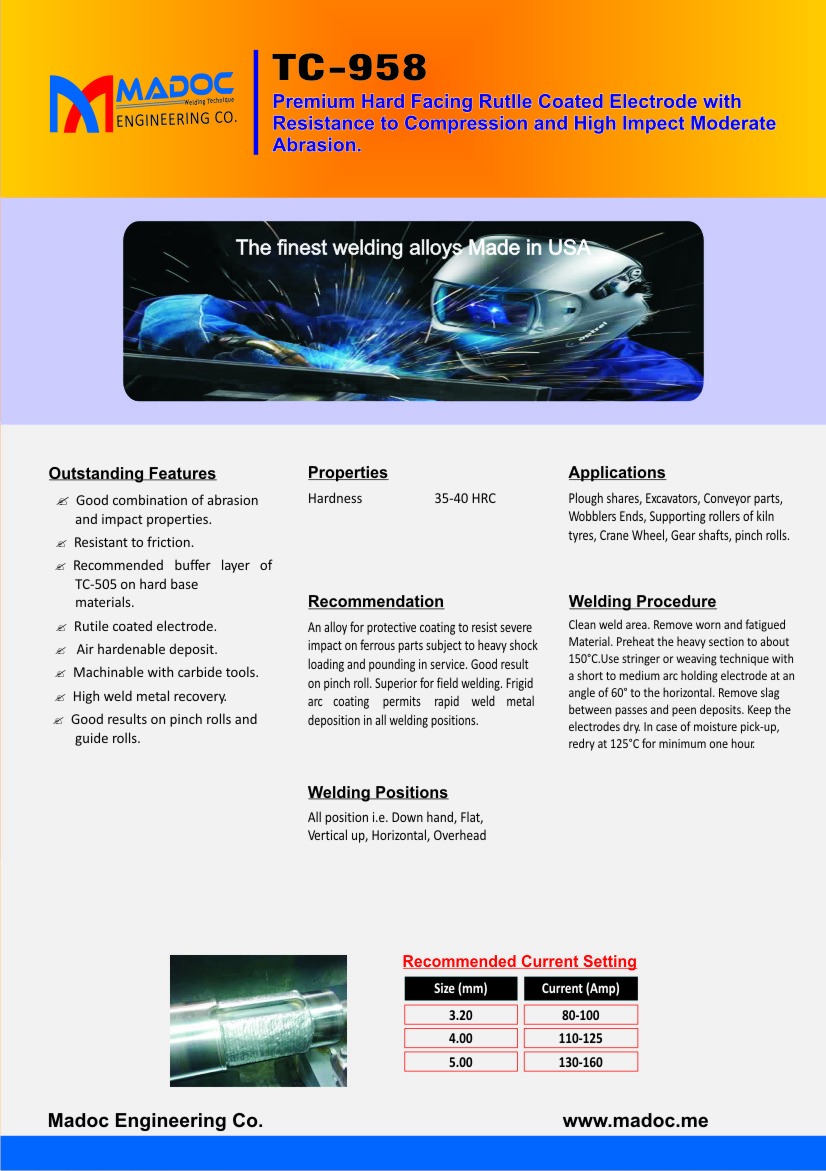 MADOC
Welding Technique
ENGINEERING CO.
TC-958
Premium Hard Facing Rutlle Coated Electrode with
Resistance to Compression and High Impect Moderate
Abrasion.
The finest welding alloys Made in USA
optrel
Outstanding Features
Good combination of abrasion
and impact properties.
Resistant to friction.
Recommended buffer layer of
TC-505 on hard base
materials.
Rutile coated electrode.
Air hardenable deposit.
Machinable with carbide tools.
High weld metal recovery.
Good results on pinch rolls and
guide rolls.
Properties
Hardness 35-40 HRC
Recommendation
An alloy for protective coating to resist severe
impact on ferrous parts subject to heavy shock
loading and pounding in service. Good result
on pinch roll. Superior for field welding. Frigid
arc coating permits rapid weld metal
deposition in all welding positions.
Welding Positions
All position i.e. Down hand, Flat,
Vertical up, Horizontal, Overhead
Applications
Plough shares, Excavators, Conveyor parts,
Wobblers Ends, Supporting rollers of kiln
tyres, Crane Wheel, Gear shafts, pinch rolls.
Welding Procedure
Clean weld area. Remove worn and fatigued
Material. Preheat the heavy section to about
150°C.Use stringer or weaving technique with
a short to medium arc holding electrode at an
angle of 60° to the horizontal. Remove slag
between passes and peen deposits. Keep the
electrodes dry. In case of moisture pick-up,
redry at 125°C for minimum one hour.
Recommended Current Setting
Size (mm) Current (Amp)
3.20 80-100
4.00 110-125
5.00 130-160
Madoc Engineering Co. www.madoc.me